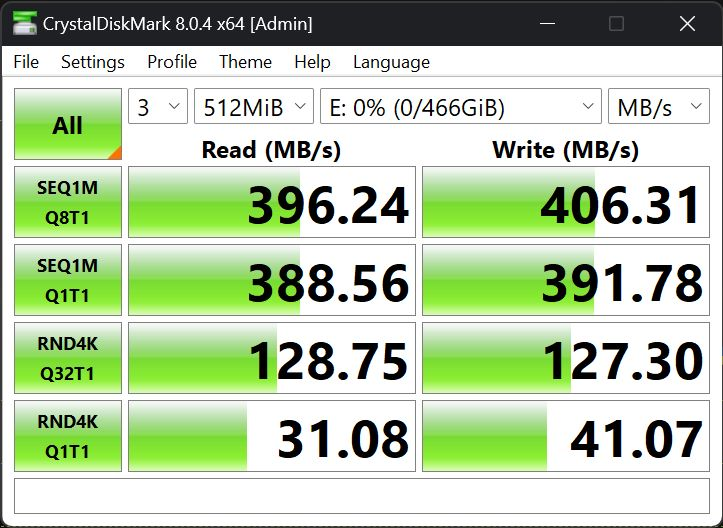 CrystalDiskMark 8.0.4 x64 [Admin]
File Settings Profile Theme Help Language
All 3 512MiB E: 0% (0/466GiB) MB/s
Read (MB/s) Write (MB/s)
SEQ1M
Q8T1
396.24 406.31
SEQ1M
Q1T1
388.56 391.78
RND4K
Q32T1
128.75 127.30
RND4K
Q1T1
31.08 41.07